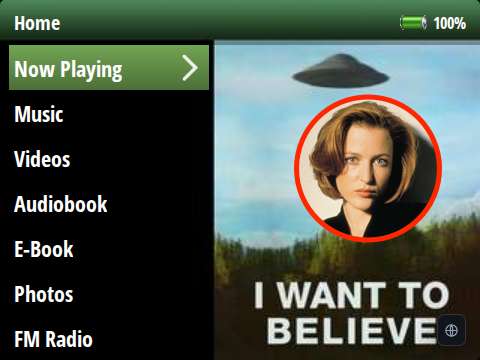 Home
100%
Now Playing
Music
Videos
Audiobook
E-Book
Photos
FM Radio
I WANT TO
BELIEVE